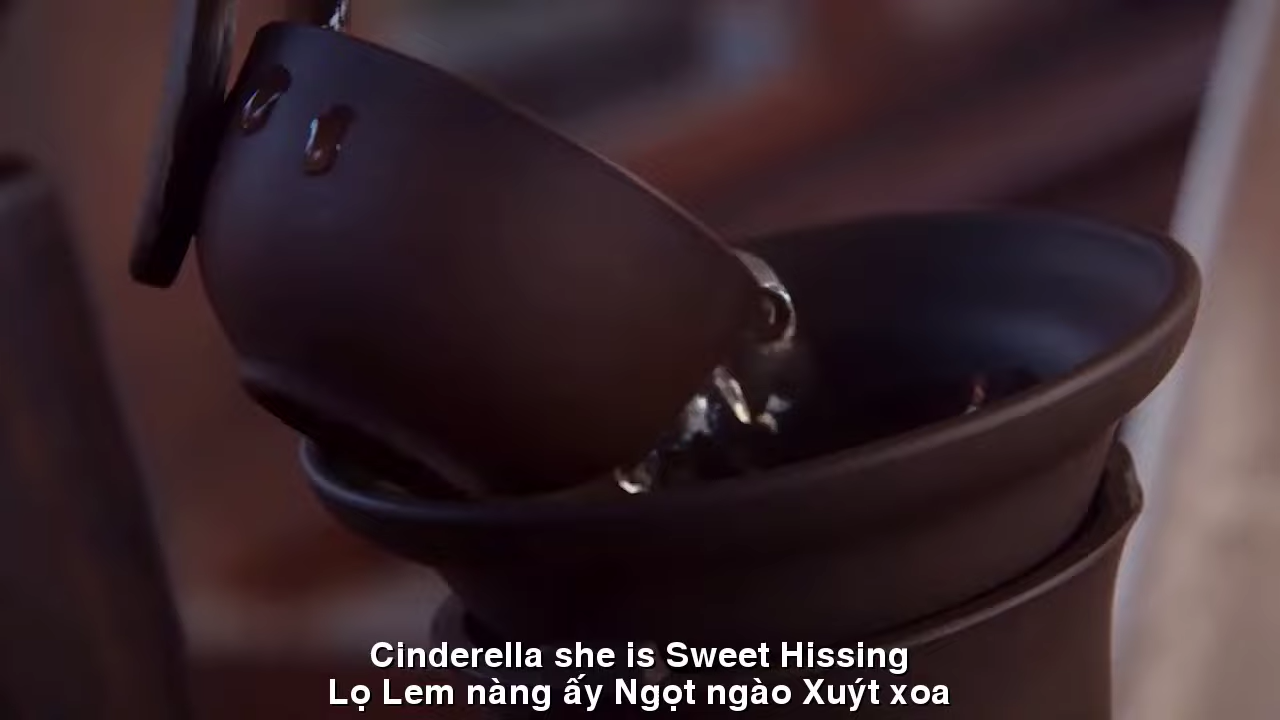 Cinderella she is Sweet Hissing
Lọ Lem nàng ấy Ngọt ngào Xuýt xoa